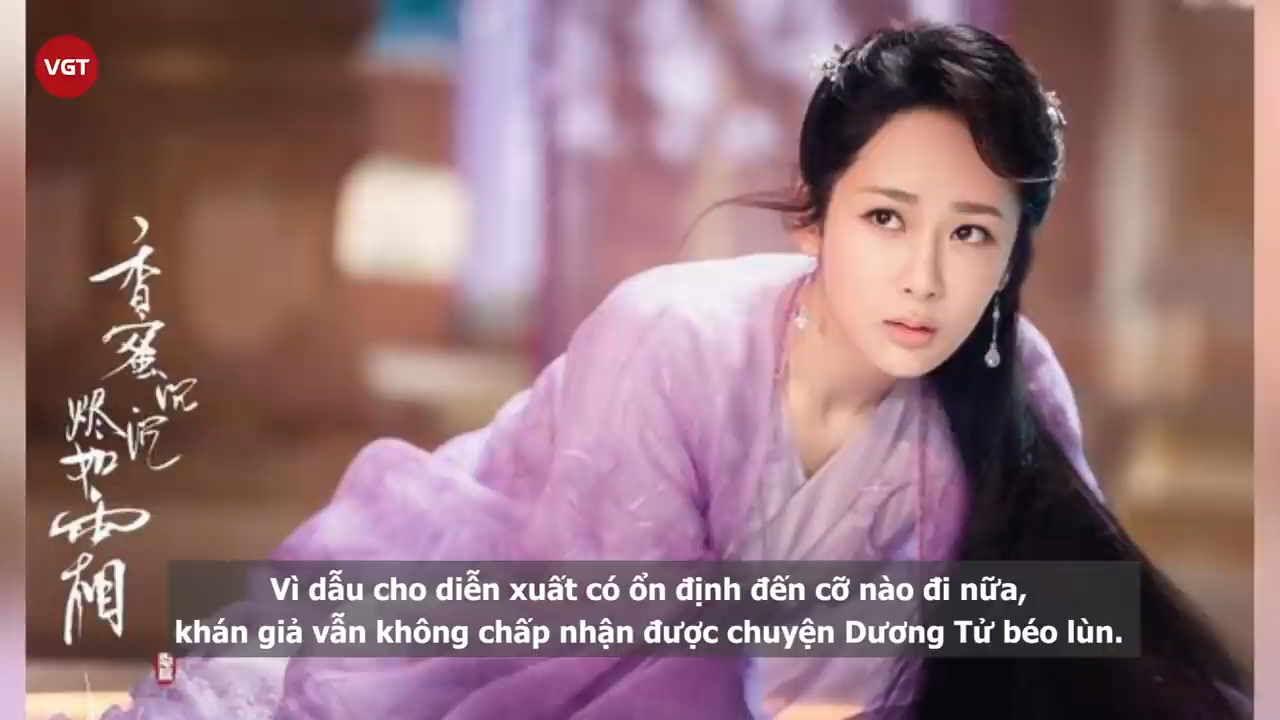 VGT
香
蜜
沉
沉
烬
如
霜
Vì dẫu cho diễn xuất có ổn định đến cỡ nào đi nữa,
khán giả vẫn không chấp nhận được chuyện Dương Tử béo lùn.